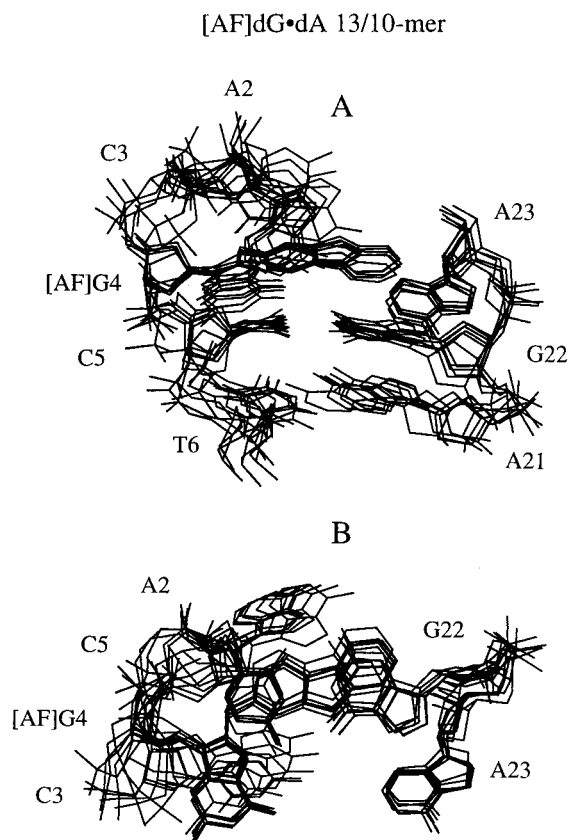 [AF]dG•dA 13/10-mer
A
A2
C3
A23
[AF]G4
C5
G22
T6
A21
B
A2
C5
G22
[AF]G4
A23
C3